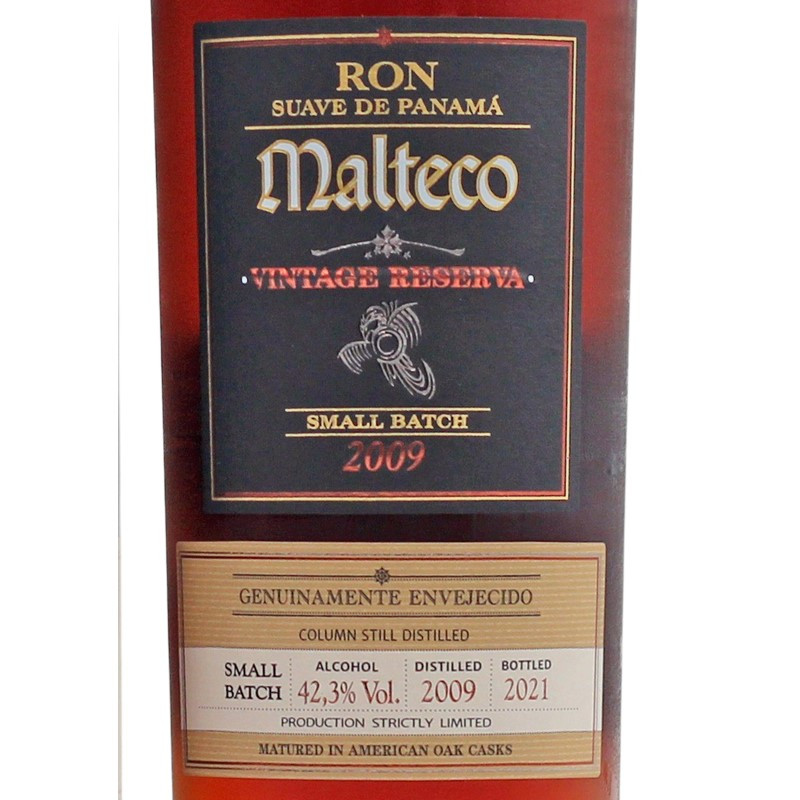 RON
SUAVE DE PANAMÁ
Malteco
VINTAGE RESERVA
SMALL BATCH
2009
GENUINAMENTE ENVEJECIDO
COLUMN STILL DISTILLED
SMALL BATCH
ALCOHOL 42,3% Vol.
DISTILLED 2009
BOTTLED 2021
PRODUCTION STRICTLY LIMITED
MATURED IN AMERICAN OAK CASKS